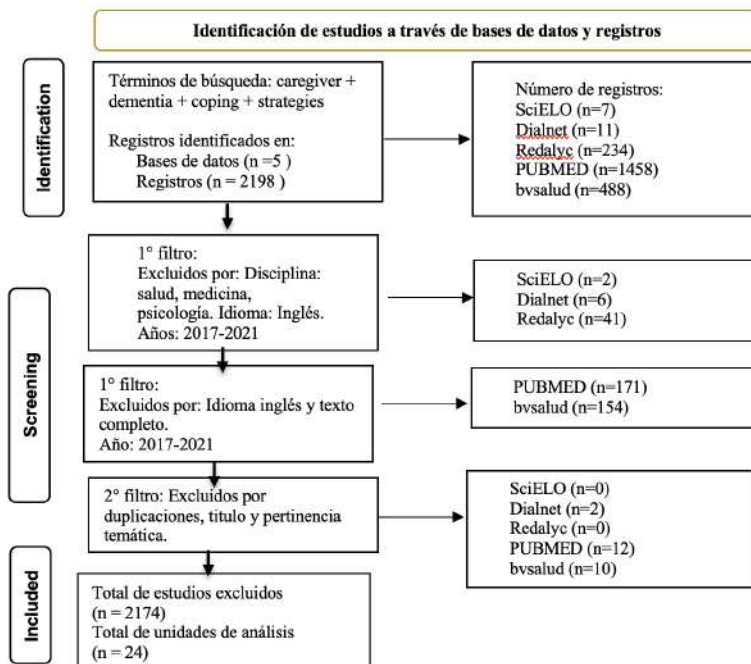 Identificación de estudios a través de bases de datos y registros
Identification
Términos de búsqueda: caregiver +
dementia + coping + strategies
Registros identificados en:
Bases de datos (n =5 )
Registros (n = 2198 )
Número de registros:
SciELO (n=7)
Dialnet (n=11)
Redalyc (n=234)
PUBMED (n=1458)
bvsalud (n=488)
Screening
1° filtro:
Excluidos por: Disciplina:
salud, medicina,
psicología. Idioma: Inglés.
Años: 2017-2021
SciELO (n=2)
Dialnet (n=6)
Redalyc (n=41)
1° filtro:
Excluidos por: Idioma inglés y texto
completo.
Año: 2017-2021
PUBMED (n=171)
bvsalud (n=154)
2° filtro: Excluidos por
duplicaciones, titulo y pertinencia
temática.
SciELO (n=0)
Dialnet (n=2)
Redalyc (n=0)
PUBMED (n=12)
bvsalud (n=10)
Included
Total de estudios excluidos
(n = 2174)
Total de unidades de análisis
(n = 24)